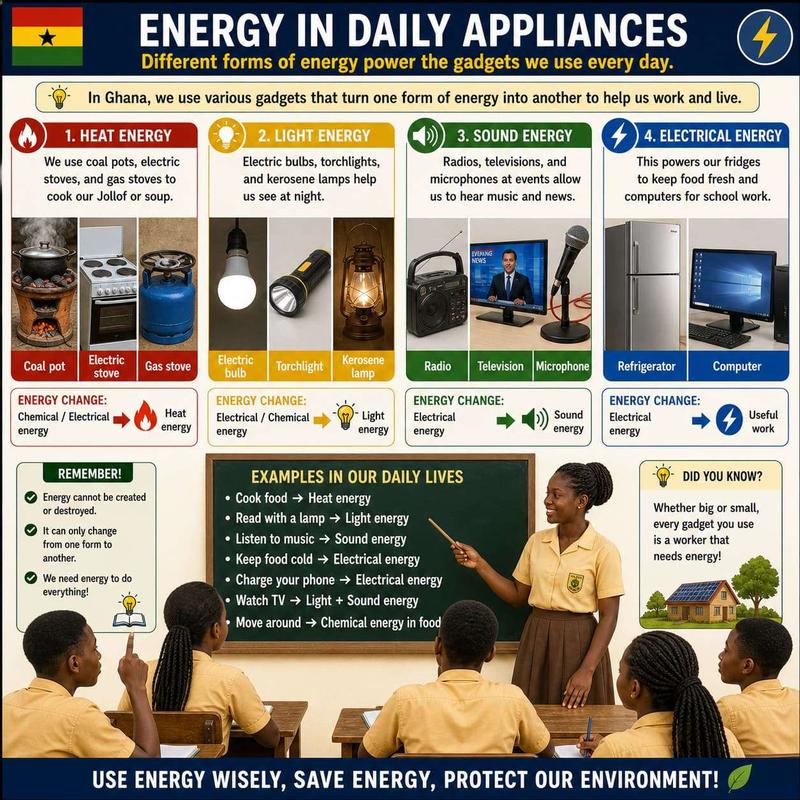 ENERGY IN DAILY APPLIANCES
Different forms of energy power the gadgets we use every day.
In Ghana, we use various gadgets that turn one form of energy into another to help us work and live.
1. HEAT ENERGY
We use coal pots, electric
stoves, and gas stoves to
cook our Jollof or soup.
Coal pot
Electric
stove
Gas stove
ENERGY CHANGE:
Chemical / Electrical
energy
Heat
energy
2. LIGHT ENERGY
Electric bulbs, torchlights,
and kerosene lamps help
us see at night.
Electric
bulb
Torchlight
Kerosene
lamp
ENERGY CHANGE:
Electrical / Chemical
energy
Light
energy
3. SOUND ENERGY
Radios, televisions, and
microphones at events allow
us to hear music and news.
EVENING
NEWS
Radio
Television
Microphone
ENERGY CHANGE:
Electrical
energy
Sound
energy
4. ELECTRICAL ENERGY
This powers our fridges
to keep food fresh and
computers for school work.
Refrigerator
Computer
ENERGY CHANGE:
Electrical
energy
Useful
work
REMEMBER!
Energy cannot be created
or destroyed.
It can only change
from one form to
another.
We need energy to do
everything!
EXAMPLES IN OUR DAILY LIVES
• Cook food → Heat energy
• Read with a lamp → Light energy
• Listen to music → Sound energy
• Keep food cold → Electrical energy
• Charge your phone → Electrical energy
• Watch TV → Light + Sound energy
• Move around → Chemical energy in food
DID YOU KNOW?
Whether big or small,
every gadget you use
is a worker that
needs energy!
USE ENERGY WISELY, SAVE ENERGY, PROTECT OUR ENVIRONMENT!